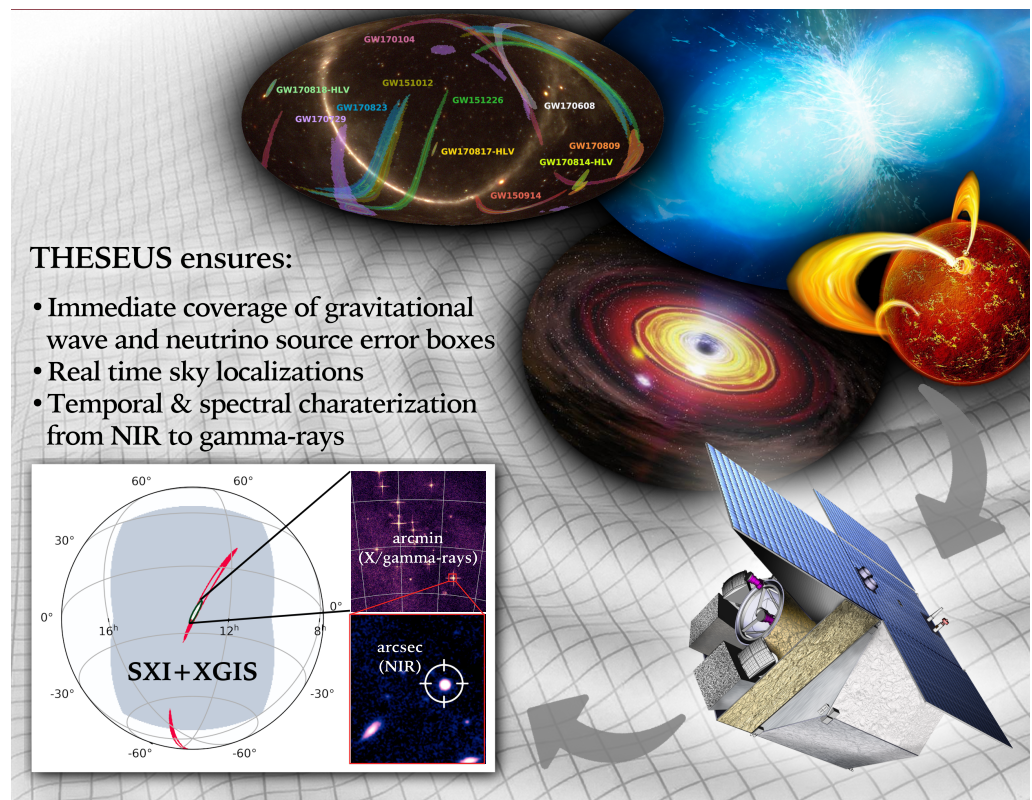 GW170104
GW170818-HLV
GW151012
GW170823
GW151226
GW170608
GW170729
GW170817-HLV
GW170809
GW170814-HLV
GW150914
THESEUS ensures:
• Immediate coverage of gravitational
wave and neutrino source error boxes
• Real time sky localizations
• Temporal & spectral charaterization
from NIR to gamma-rays
60° 60°
30°
0° 0°
16h 12h 8h
-30° -30°
-60° -60°
SXI+XGIS
arcmin
(X/gamma-rays)
arcsec
(NIR)